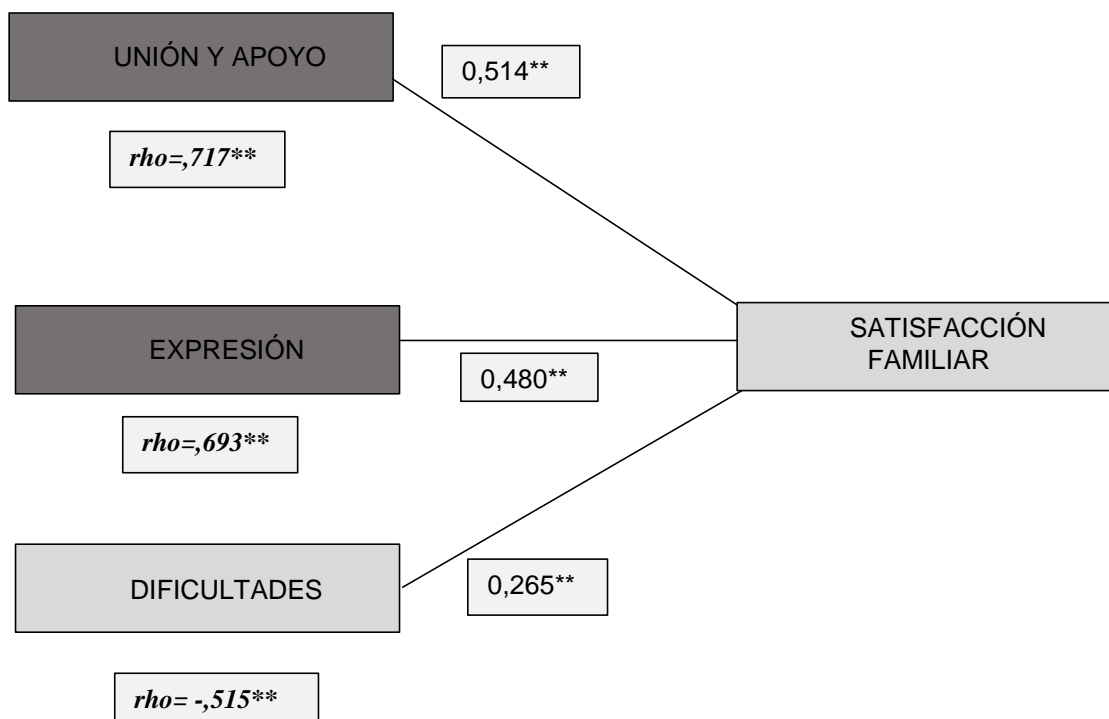 UNIÓN Y APOYO
0,514**
rho=,717**
EXPRESIÓN
0,480**
rho=,693**
SATISFACCIÓN
FAMILIAR
DIFICULTADES
0,265**
rho= -,515**